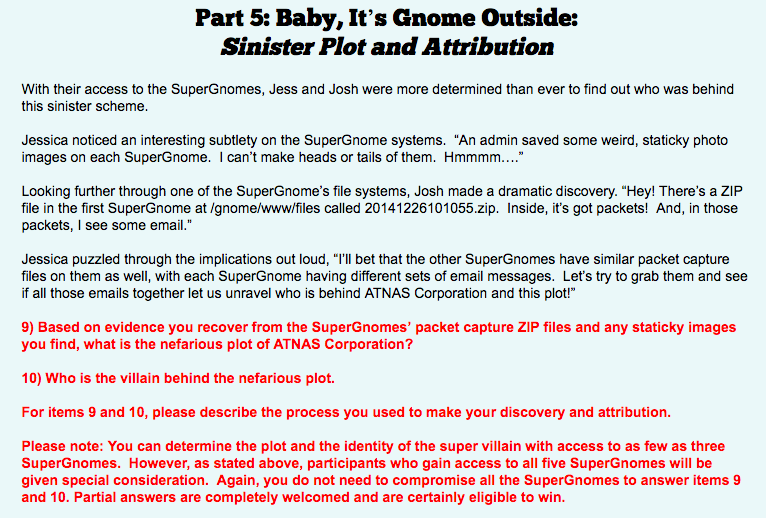 Part 5: Baby, It's Gnome Outside:
Sinister Plot and Attribution
With their access to the SuperGnomes, Jess and Josh were more determined than ever to find out who was behind
this sinister scheme.
Jessica noticed an interesting subtlety on the SuperGnome systems.  “An admin saved some weird, staticky photo
images on each SuperGnome.  I can't make heads or tails of them.  Hmmmm….”
Looking further through one of the SuperGnome's file systems, Josh made a dramatic discovery. “Hey! There's a ZIP
file in the first SuperGnome at /gnome/www/files called 20141226101055.zip.  Inside, it's got packets!  And, in those
packets, I see some email.”
Jessica puzzled through the implications out loud, “I'll bet that the other SuperGnomes have similar packet capture
files on them as well, with each SuperGnome having different sets of email messages.  Let's try to grab them and see
if all those emails together let us unravel who is behind ATNAS Corporation and this plot!”
9) Based on evidence you recover from the SuperGnomes' packet capture ZIP files and any staticky images
you find, what is the nefarious plot of ATNAS Corporation?
10) Who is the villain behind the nefarious plot.
For items 9 and 10, please describe the process you used to make your discovery and attribution.
Please note: You can determine the plot and the identity of the super villain with access to as few as three
SuperGnomes.  However, as stated above, participants who gain access to all five SuperGnomes will be
given special consideration.  Again, you do not need to compromise all the SuperGnomes to answer items 9
and 10. Partial answers are completely welcomed and are certainly eligible to win.